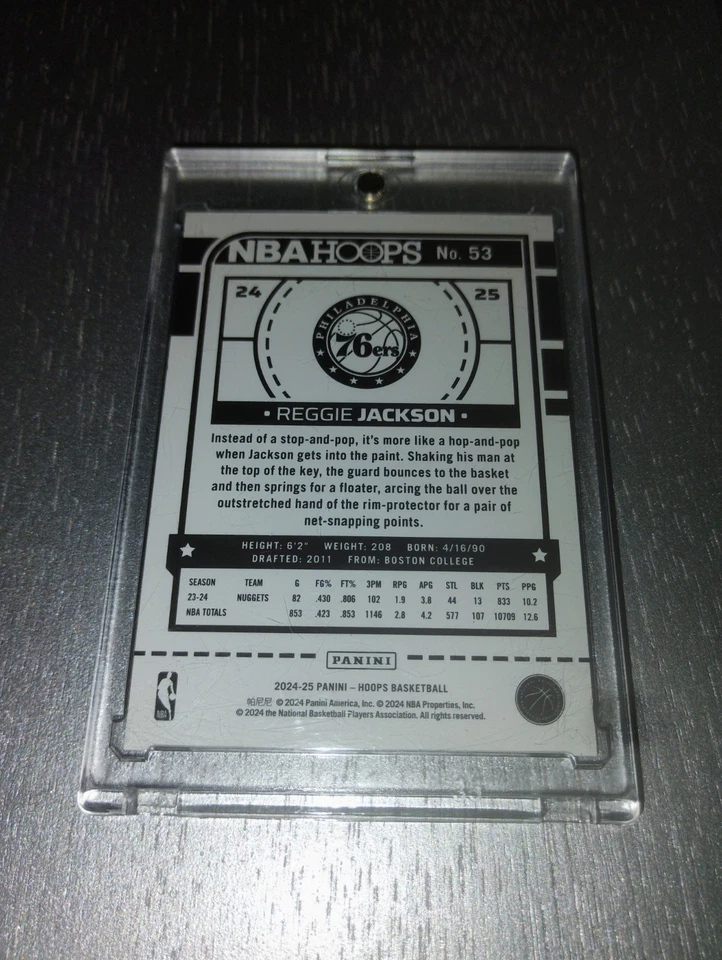 NBA HOOPS No. 53
24 25
PHILADELPHIA
76ers
• REGGIE JACKSON •
Instead of a stop-and-pop, it's more like a hop-and-pop
when Jackson gets into the paint. Shaking his man at
the top of the key, the guard bounces to the basket
and then springs for a floater, arcing the ball over the
outstretched hand of the rim-protector for a pair of
net-snapping points.
HEIGHT: 6'2" WEIGHT: 208 BORN: 4/16/90
DRAFTED: 2011 FROM: BOSTON COLLEGE
SEASON TEAM G FG% FT% 3PM RPG APG STL BLK PTS PPG
23-24 NUGGETS 82 .430 .806 102 1.9 3.8 44 13 833 10.2
NBA TOTALS 853 .423 .853 1146 2.8 4.2 577 107 10709 12.6
PANINI
2024-25 PANINI – HOOPS BASKETBALL
帕尼尼 © 2024 Panini America, Inc. © 2024 NBA Properties, Inc.
© 2024 the National Basketball Players Association. All rights reserved.
NBA